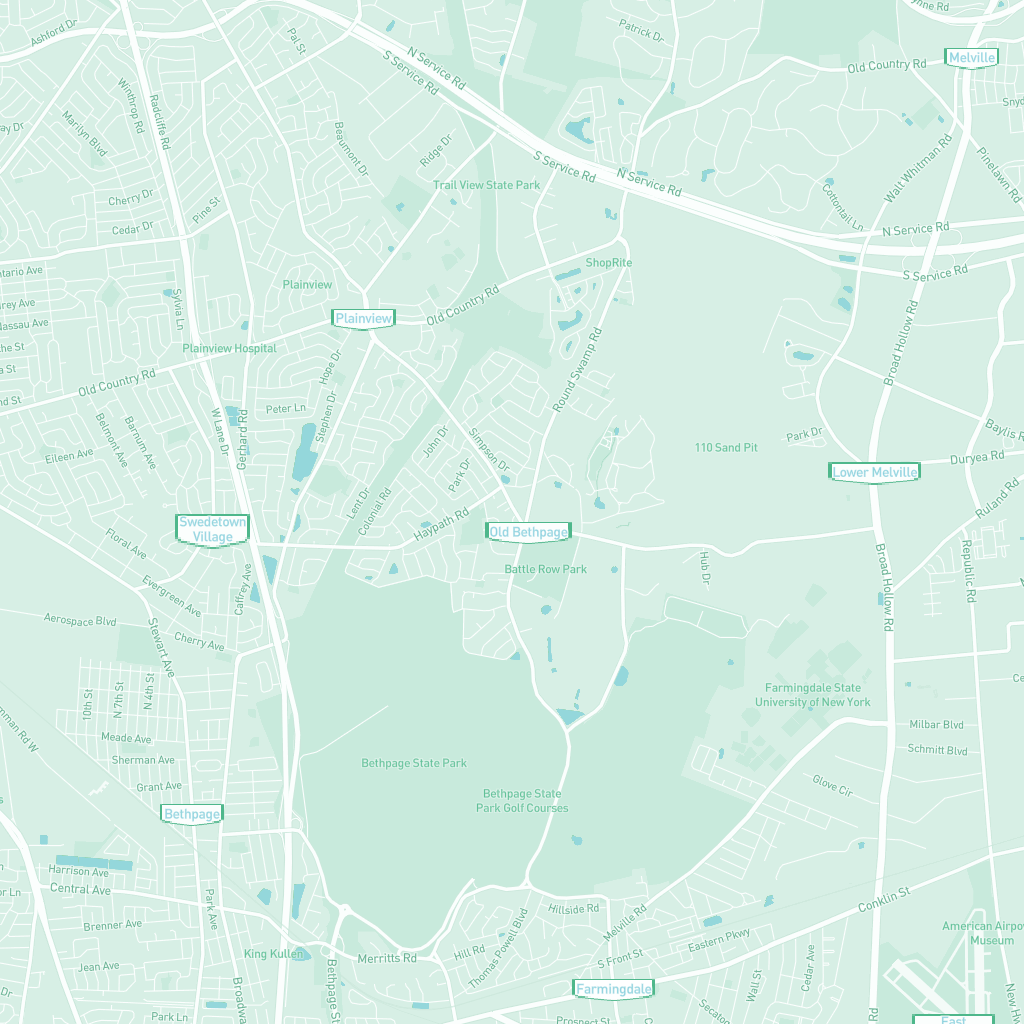 Ashford Dr
Pal St
N Service Rd
S Service Rd
Patrick Dr
Old Country Rd
Melville
Winthrop Rd
Radcliffe Rd
Marilyn Blvd
Beaumont Dr
Ridge Dr
S Service Rd
N Service Rd
Walt Whitman Rd
Pinelawn Rd
Trail View State Park
Cherry Dr
Pine St
Cedar Dr
Cottontail Ln
N Service Rd
S Service Rd
ShopRite
Plainview
Sylvia Ln
Old Country Rd
Plainview
Nassau Ave
Plainview Hospital
Round Swamp Rd
Broad Hollow Rd
Hope Dr
Old Country Rd
Peter Ln
Stephen Dr
W Lane Dr
Gechard Rd
Belmont Ave
Barnum Ave
Eileen Ave
John Dr
Simpson Dr
Park Dr
110 Sand Pit
Park Dr
Duryea Rd
Lower Melville
Ruland Rd
Lent Dr
Colonial Rd
Haypath Rd
Swedetown
Village
Old Bethpage
Floral Ave
Battle Row Park
Hub Dr
Broad Hollow Rd
Republic Rd
Evergreen Ave
Caffrey Ave
Aerospace Blvd
Stewart Ave
Cherry Ave
10th St
N 7th St
N 4th St
Farmingdale State
University of New York
Meade Ave
Milbar Blvd
Schmitt Blvd
Sherman Ave
Bethpage State Park
Grant Ave
Glove Cir
Bethpage State
Park Golf Courses
Bethpage
Harrison Ave
Central Ave
Park Ave
Conklin St
Hillside Rd
Melville Rd
Brenner Ave
Thomas Powell Blvd
Eastern Pkwy
King Kullen
Merritts Rd
Hill Rd
S Front St
Cedar Ave
Jean Ave
Wall St
Farmingdale
Park Ln
Prospect St
East